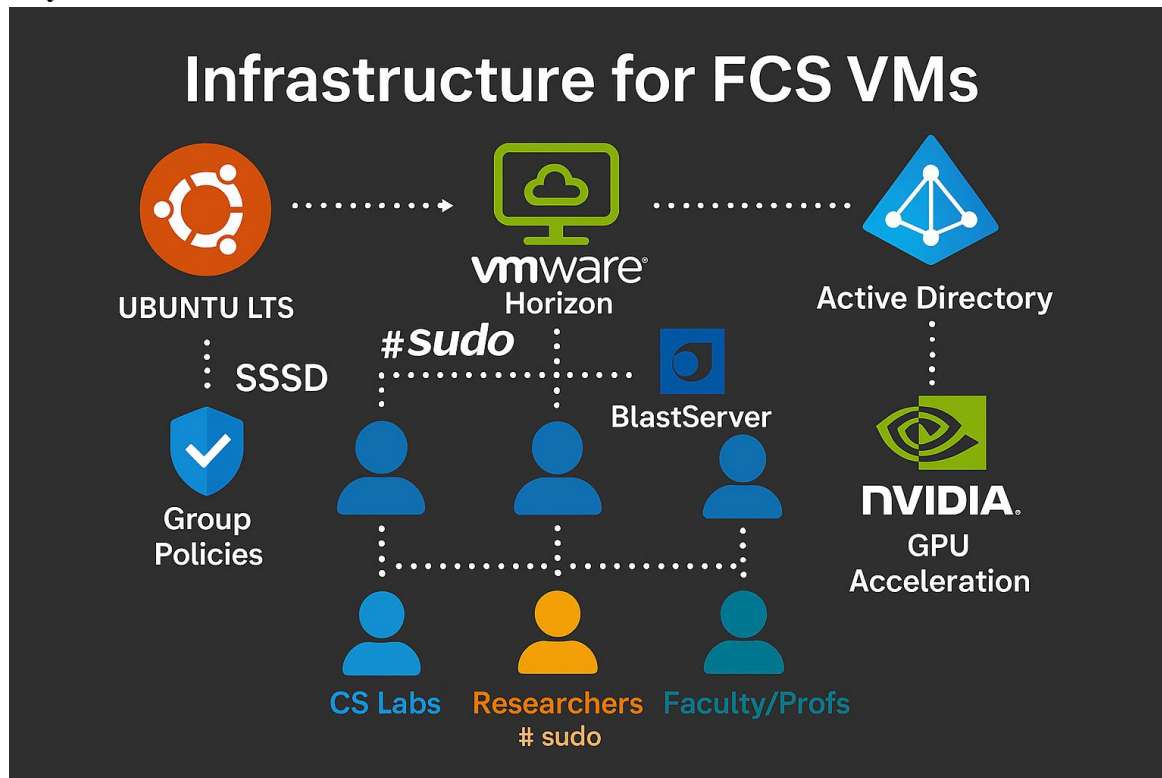 Infrastructure for FCS VMs
UBUNTU LTS
vmware®
Horizon
Active Directory
#sudo
SSSD
BlastServer
Group
Policies
NVIDIA.
GPU
Acceleration
CS Labs
Researchers
# sudo
Faculty/Profs